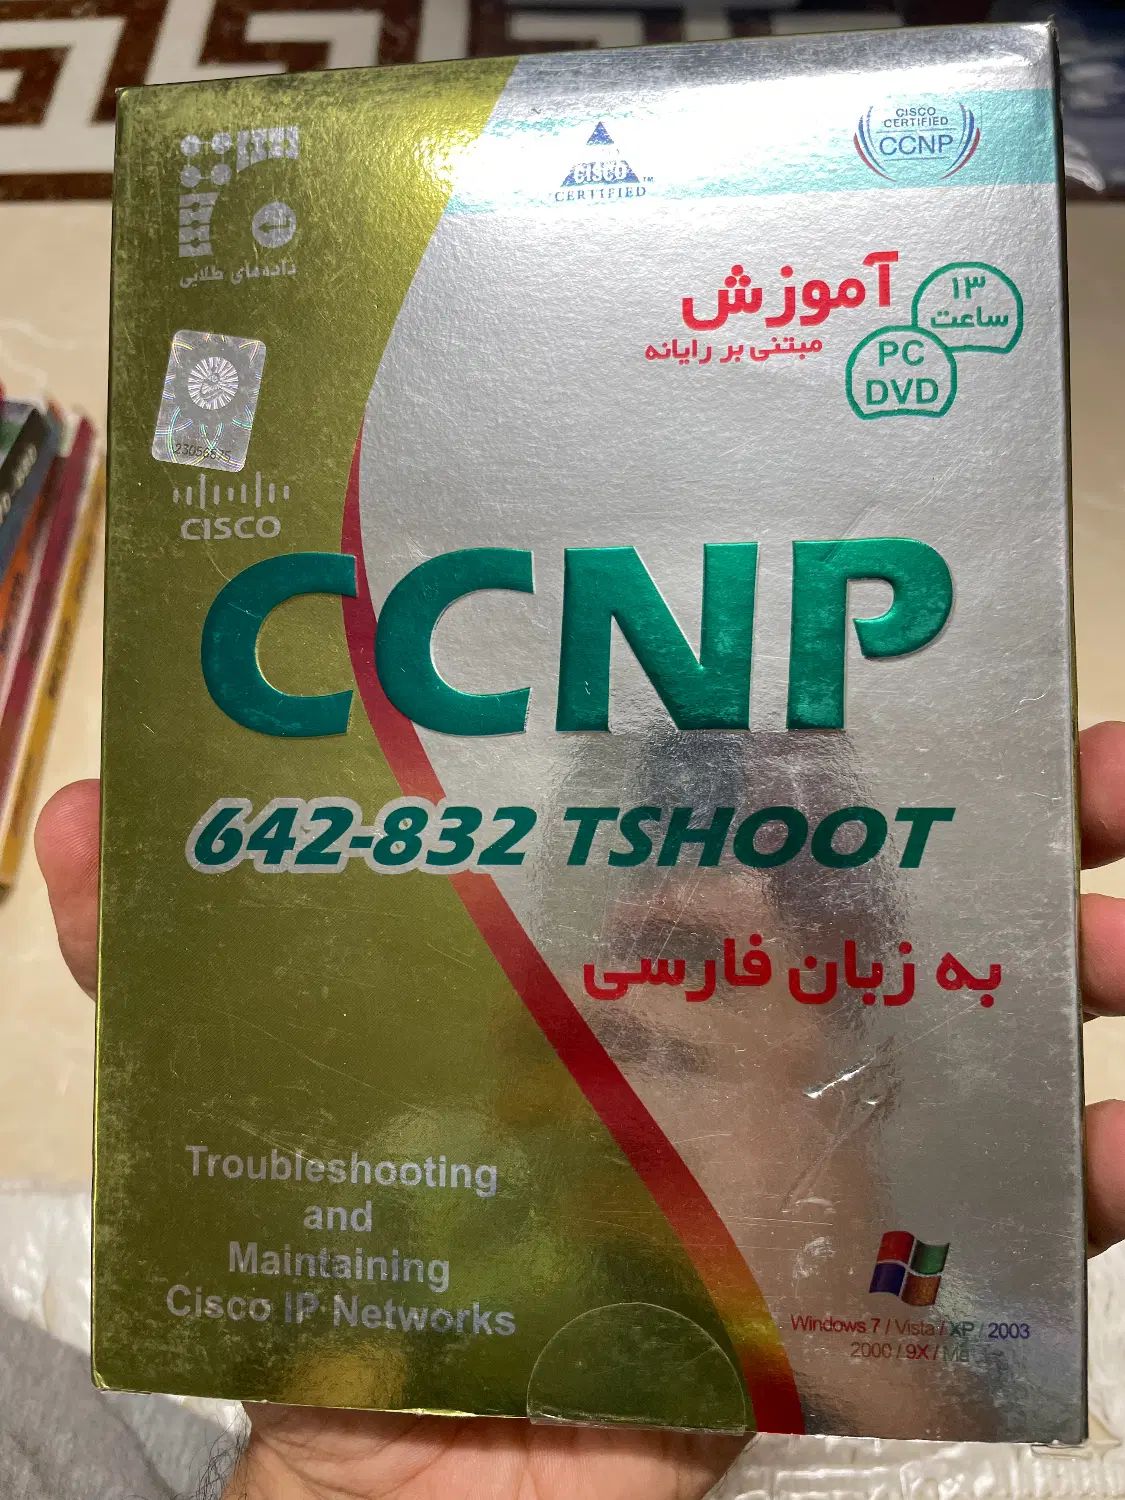 داده‌های طلایی
CISCO
CERTIFIED
CISCO
CERTIFIED
CCNP
آموزش
مبتنی بر رایانه
۱۳
ساعت
PC
DVD
CISCO
CCNP
642-832 TSHOOT
به زبان فارسی
Troubleshooting
and
Maintaining
Cisco IP Networks
Windows 7 / Vista / XP / 2003
2000 / 9X /